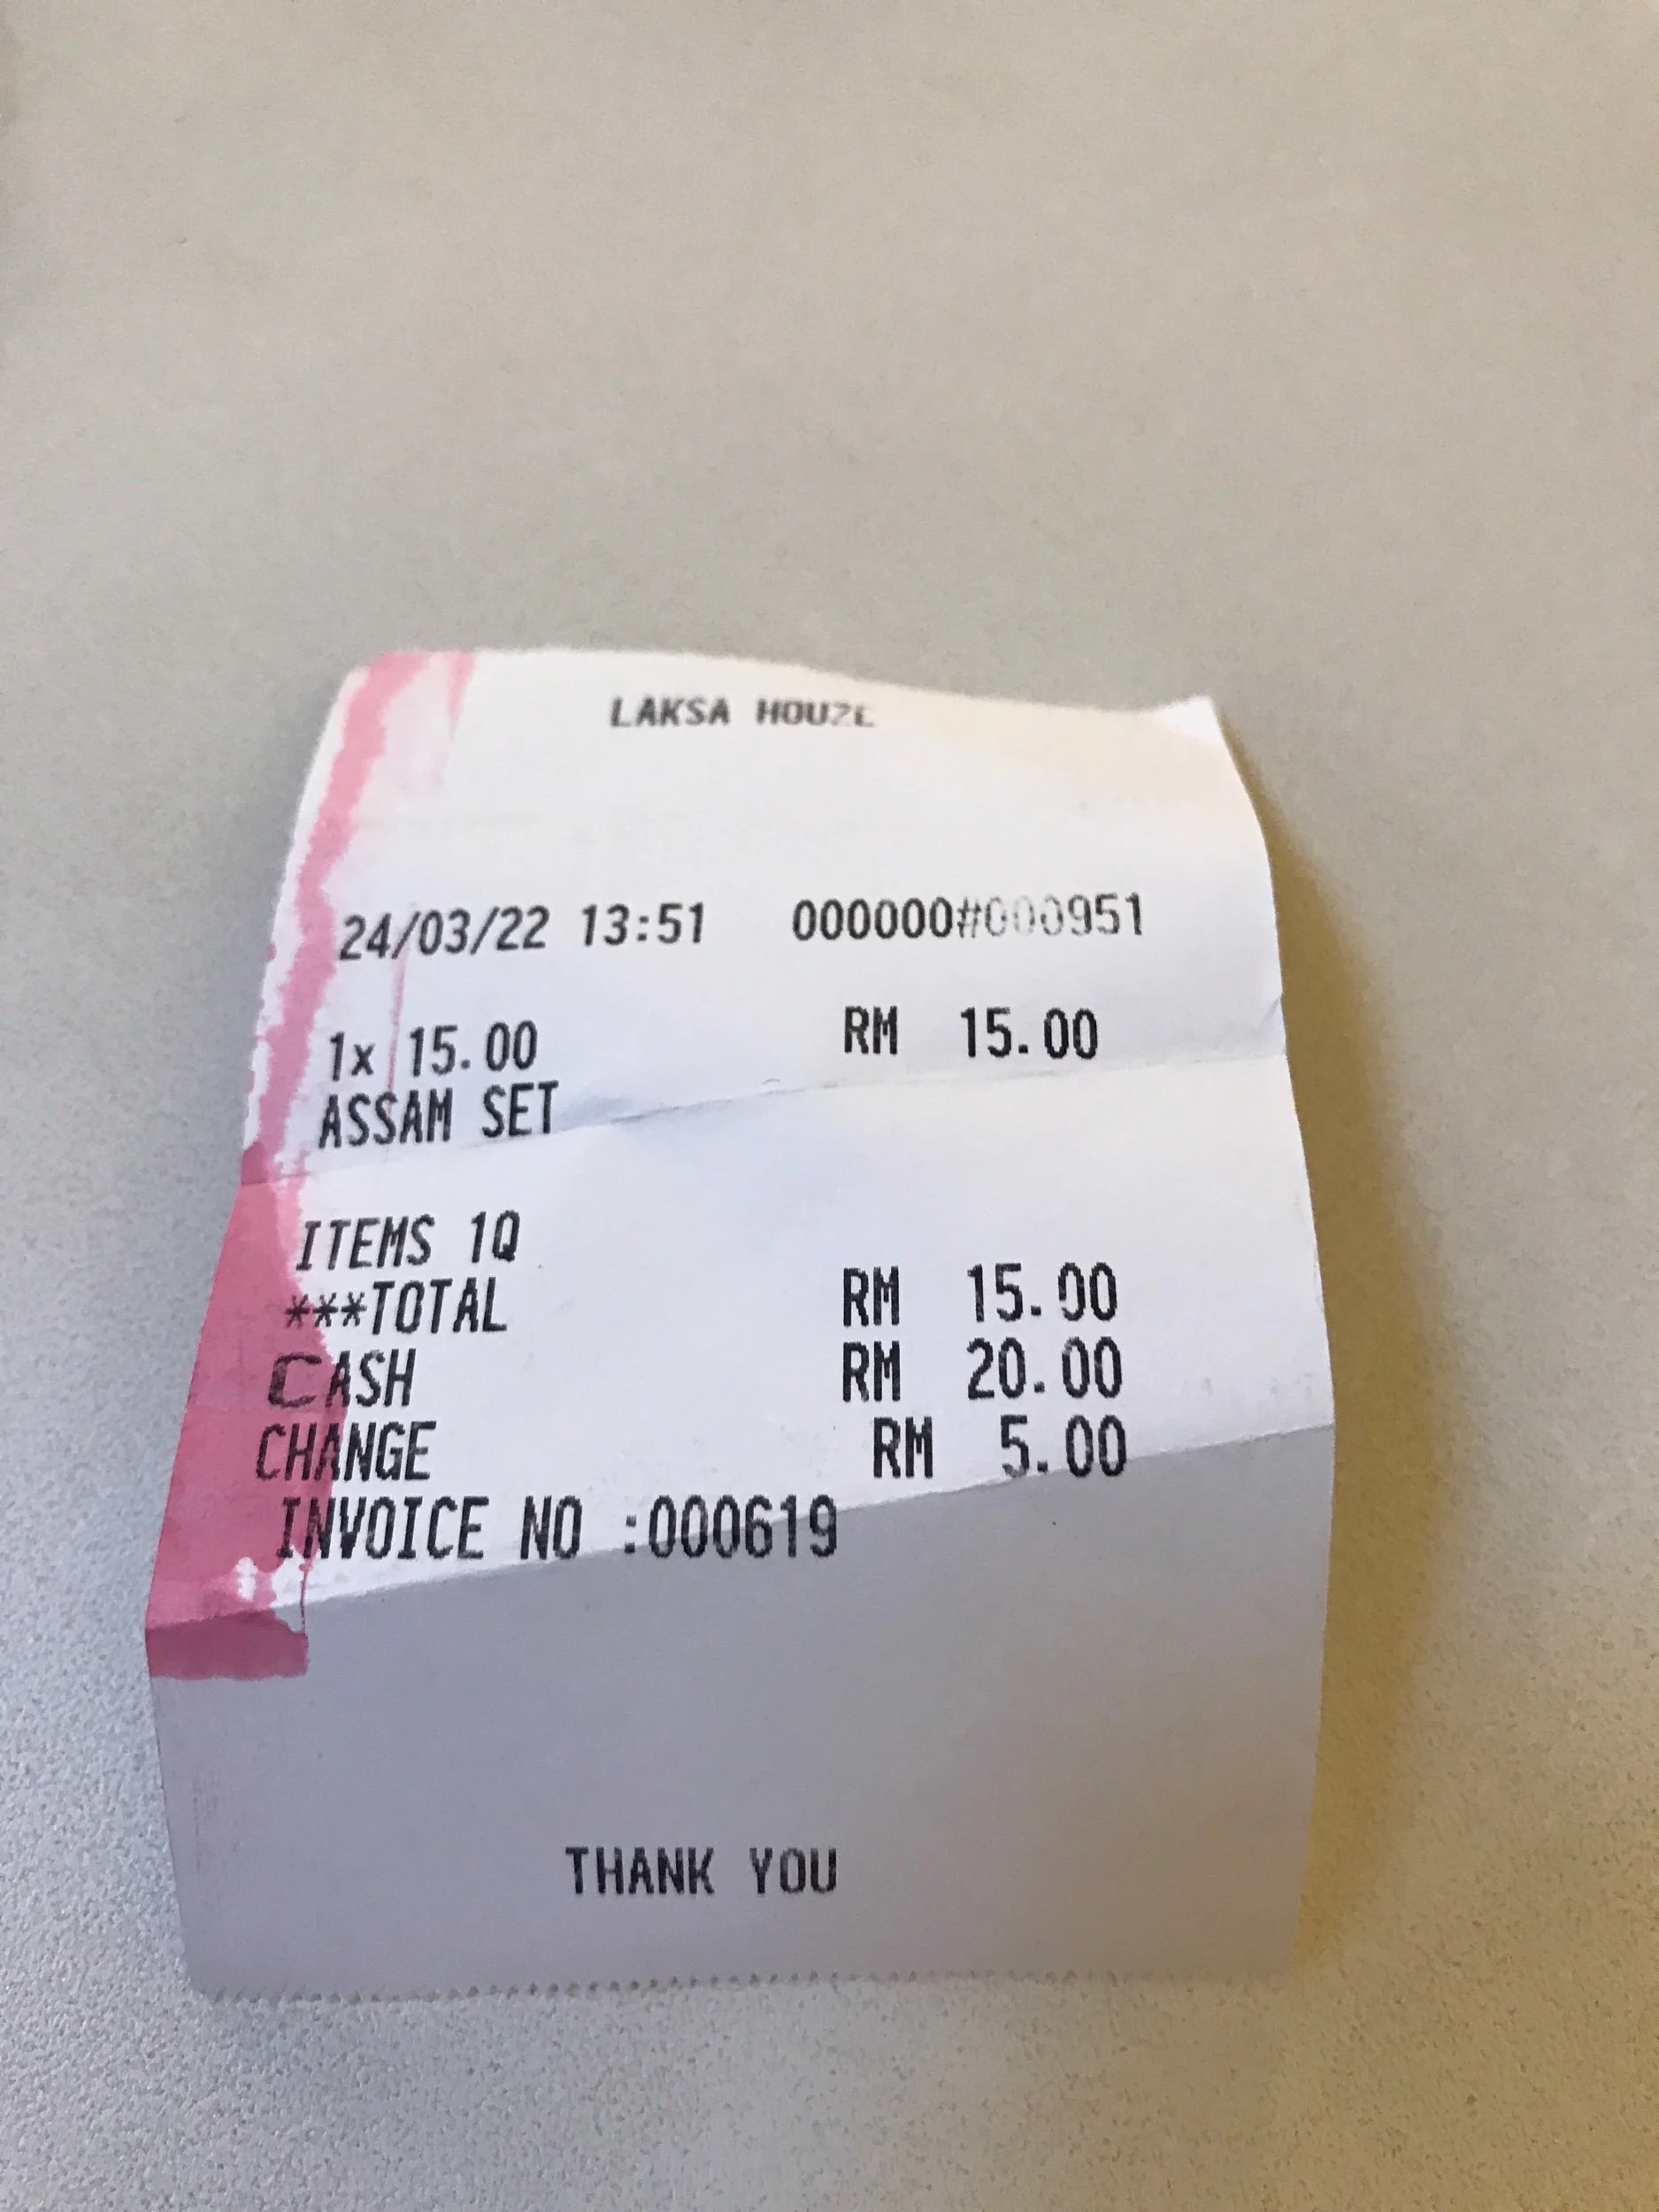 LAKSA HOUZE
24/03/22 13:51 000000#000951
1x 15.00 RM 15.00
ASSAM SET
ITEMS 1Q
***TOTAL RM 15.00
CASH RM 20.00
CHANGE RM 5.00
INVOICE NO :000619
THANK YOU